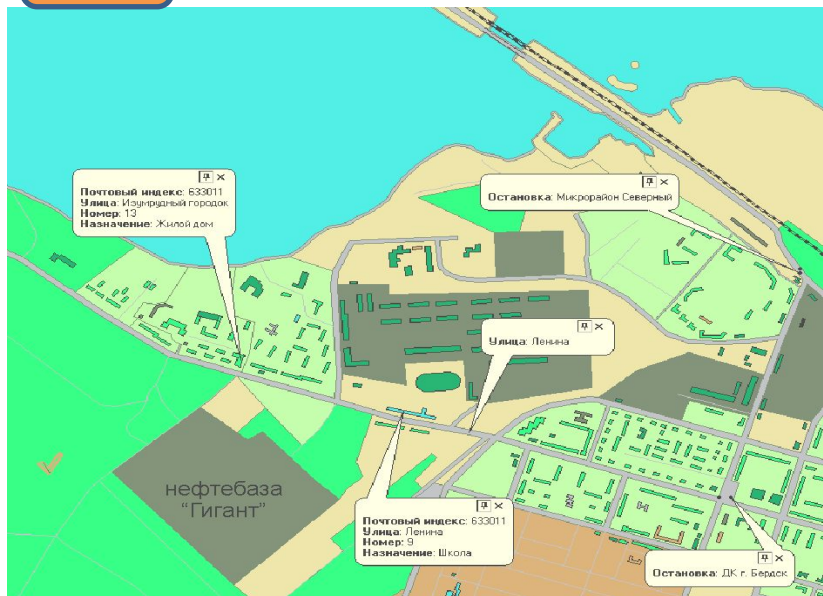 Почтовый индекс: 633011
Улица: Изумрудный городок
Номер: 13
Назначение: Жилой дом
Остановка: Микрорайон Северный
Улица: Ленина
нефтебаза
"Гигант"
Почтовый индекс: 633011
Улица: Ленина
Номер: 9
Назначение: Школа
Остановка: ДК г. Бердск